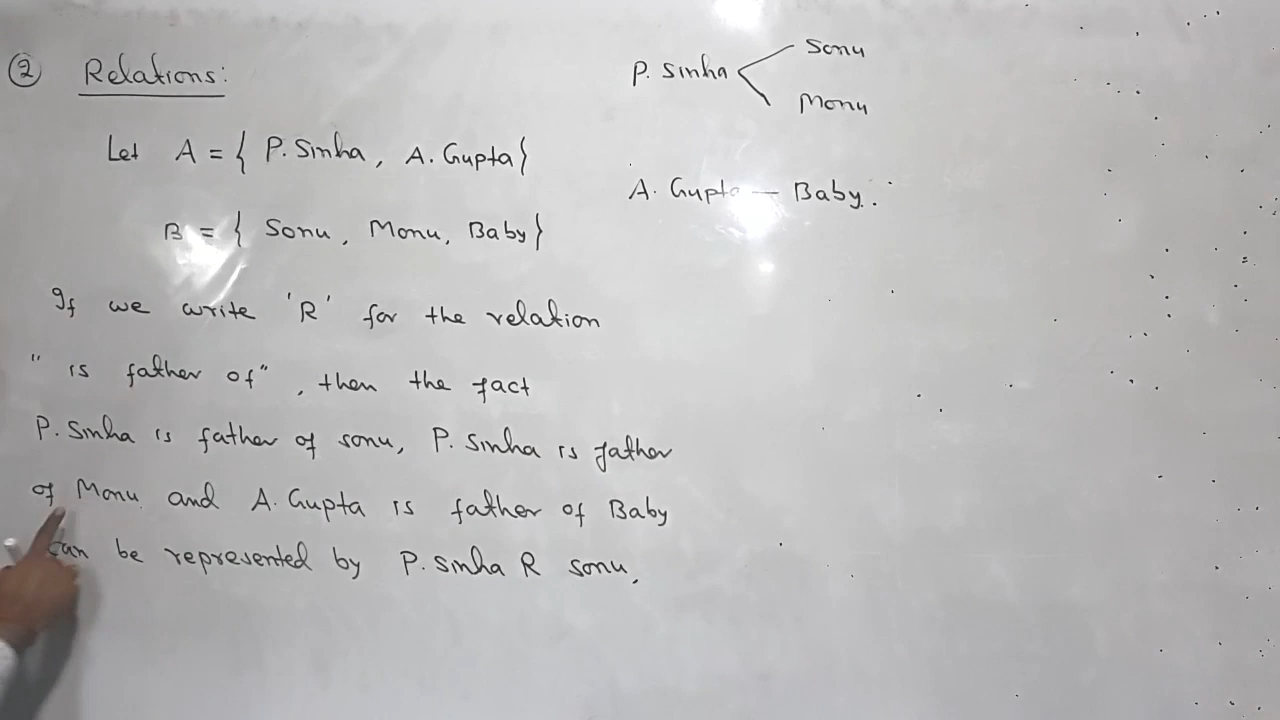 ② Relations:
Let A = { P. Sinha, A. Gupta}
B = { Sonu, Monu, Baby}
If we write 'R' for the relation
"is father of", then the fact
P. Sinha is father of sonu, P. Sinha is father
of Monu and A. Gupta is father of Baby
can be represented by P. Sinha R sonu,
Sonu
P. Sinha <
Monu
A. Gupta — Baby.